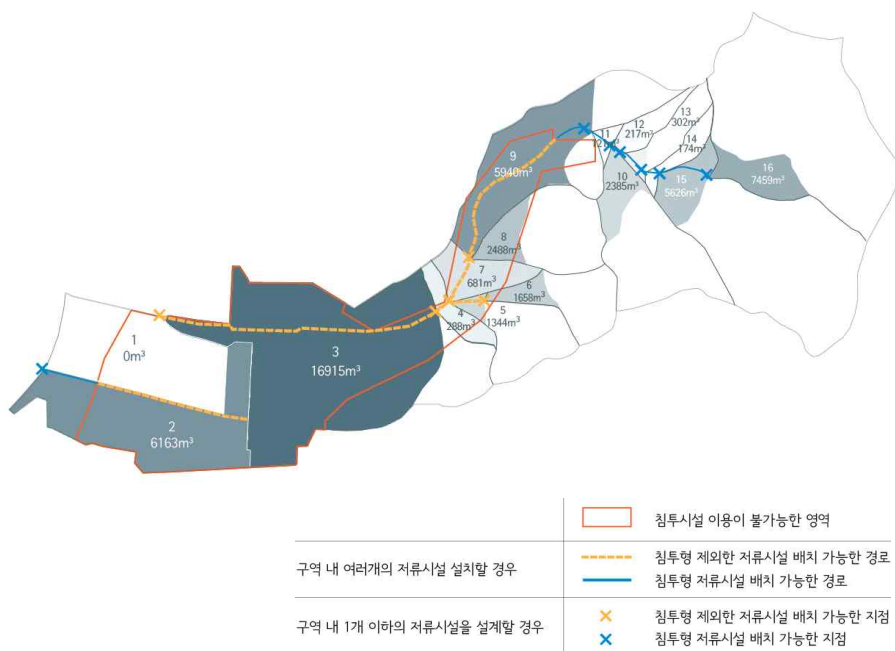 13
302m³
12
217m³
11
14
174m³
9
5940m³
10
2385m³
15
5626m³
16
7459m³
8
2488m³
7
681m³
6
1658m³
4
288m³
5
1344m³
1
0m³
3
16915m³
2
6163m³
침투시설 이용이 불가능한 영역
구역 내 여러개의 저류시설 설치할 경우
침투형 제외한 저류시설 배치 가능한 경로
침투형 저류시설 배치 가능한 경로
구역 내 1개 이하의 저류시설을 설계할 경우
침투형 제외한 저류시설 배치 가능한 지점
침투형 저류시설 배치 가능한 지점